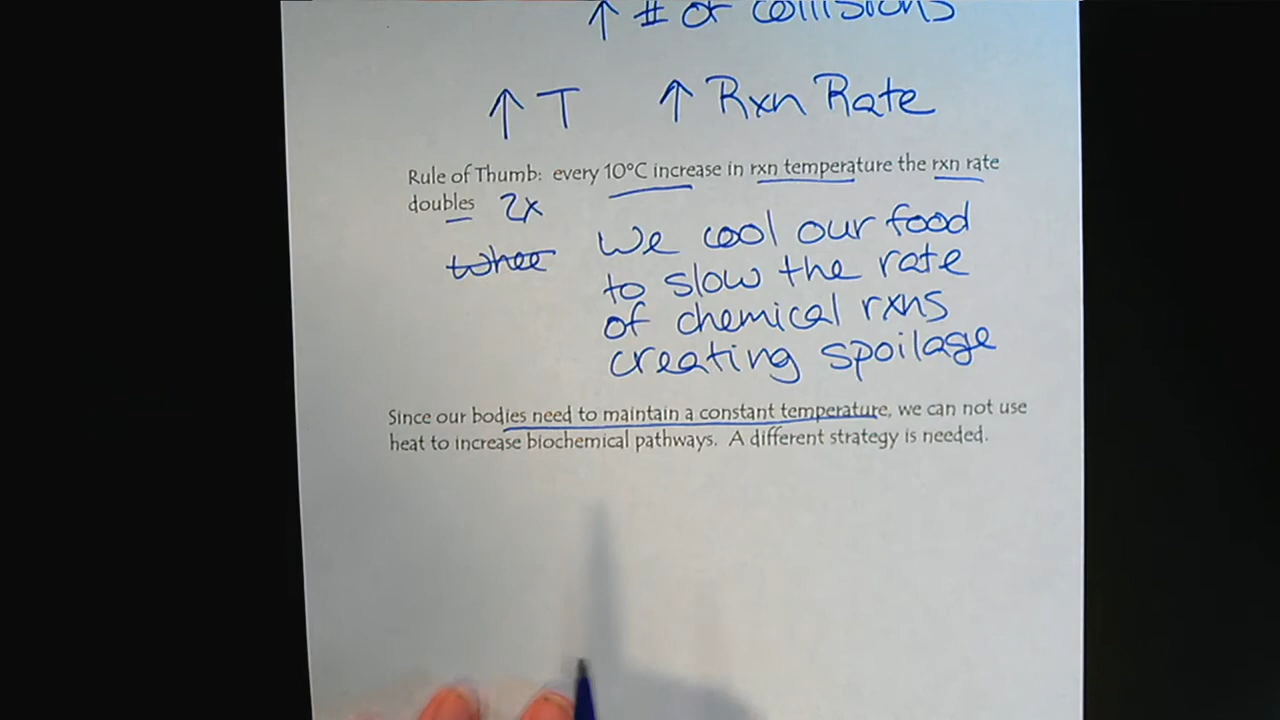 ↑ # of collisions
↑ T ↑ Rxn Rate
Rule of Thumb: every 10°C increase in rxn temperature the rxn rate
doubles 2x
We cool our food
to slow the rate
of chemical rxns
creating spoilage
Since our bodies need to maintain a constant temperature, we can not use
heat to increase biochemical pathways. A different strategy is needed.